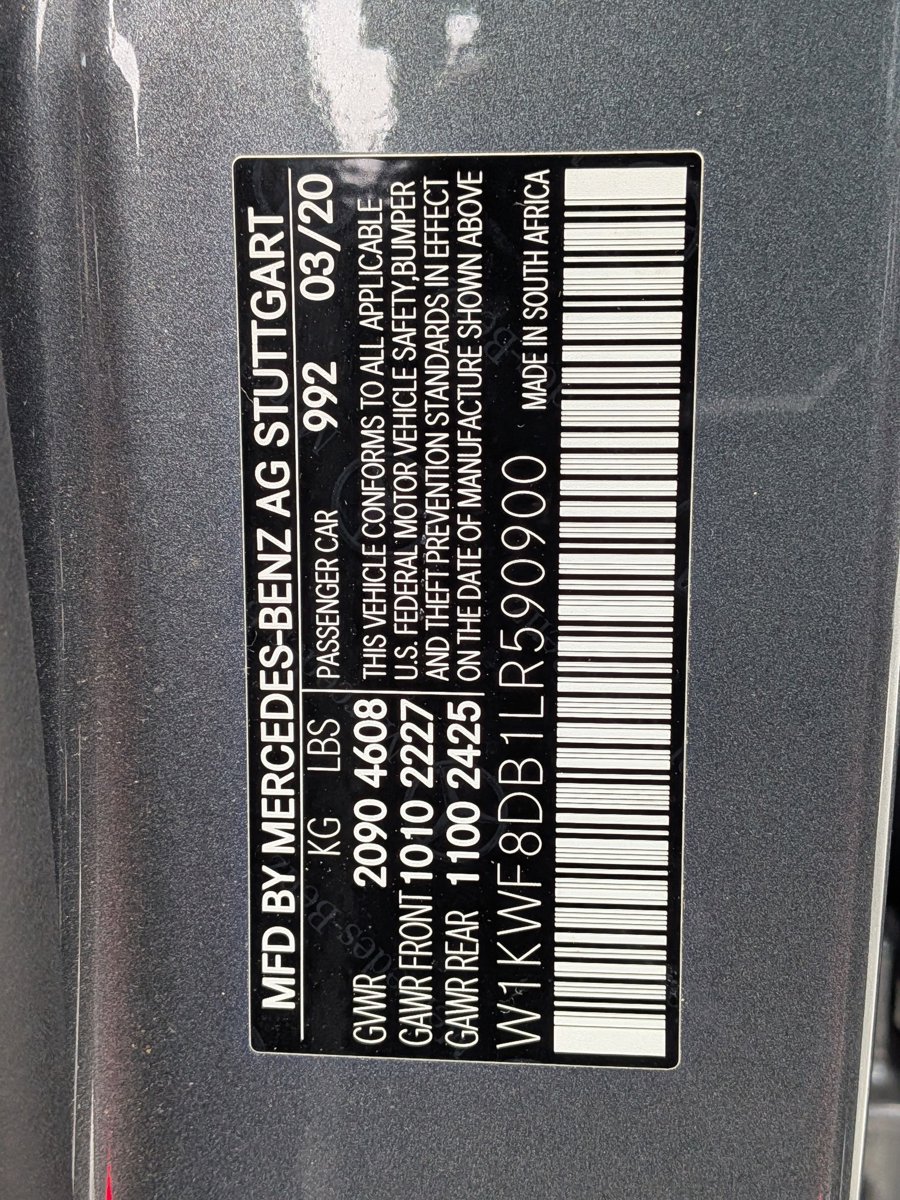 MFD BY MERCEDES-BENZ AG STUTTGART
KG LBS PASSENGER CAR 992 03/20
GVWR 2090 4608 THIS VEHICLE CONFORMS TO ALL APPLICABLE
GAWR FRONT 1010 2227 U.S. FEDERAL MOTOR VEHICLE SAFETY,BUMPER
AND THEFT PREVENTION STANDARDS IN EFFECT
GAWR REAR 1100 2425 ON THE DATE OF MANUFACTURE SHOWN ABOVE
MADE IN SOUTH AFRICA
W1KWF8DB1LR590900